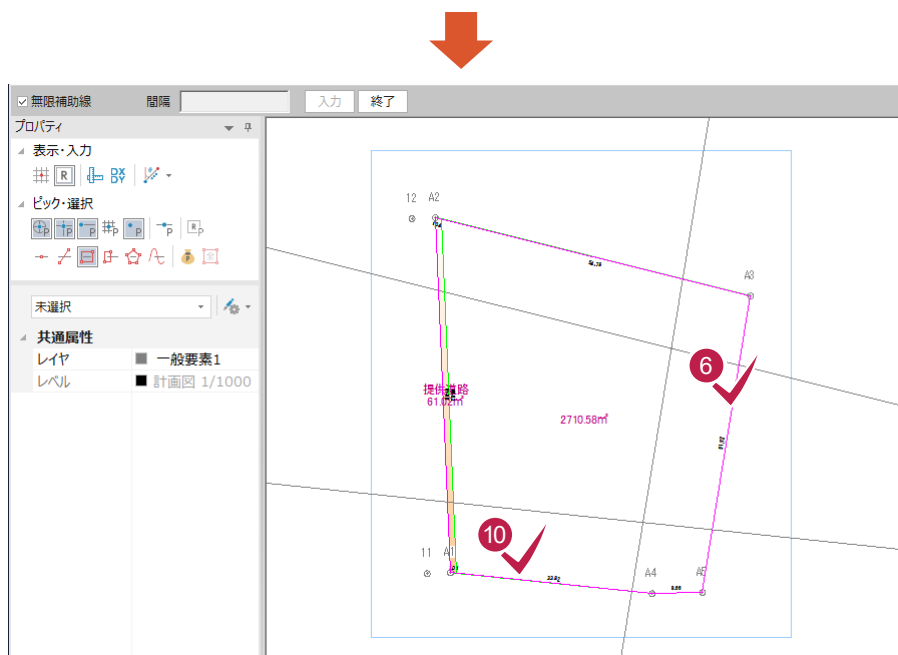 無限補助線 間隔 入力 終了
プロパティ
表示・入力
R DX DY
ピック・選択
P P P P P P R P
P
未選択
共通属性
レイヤ 一般要素1
レベル 計画図 1/1000
12 A2
A3
6
提供道路
61.02㎡
2710.58㎡
10
11 A1
A4 A5